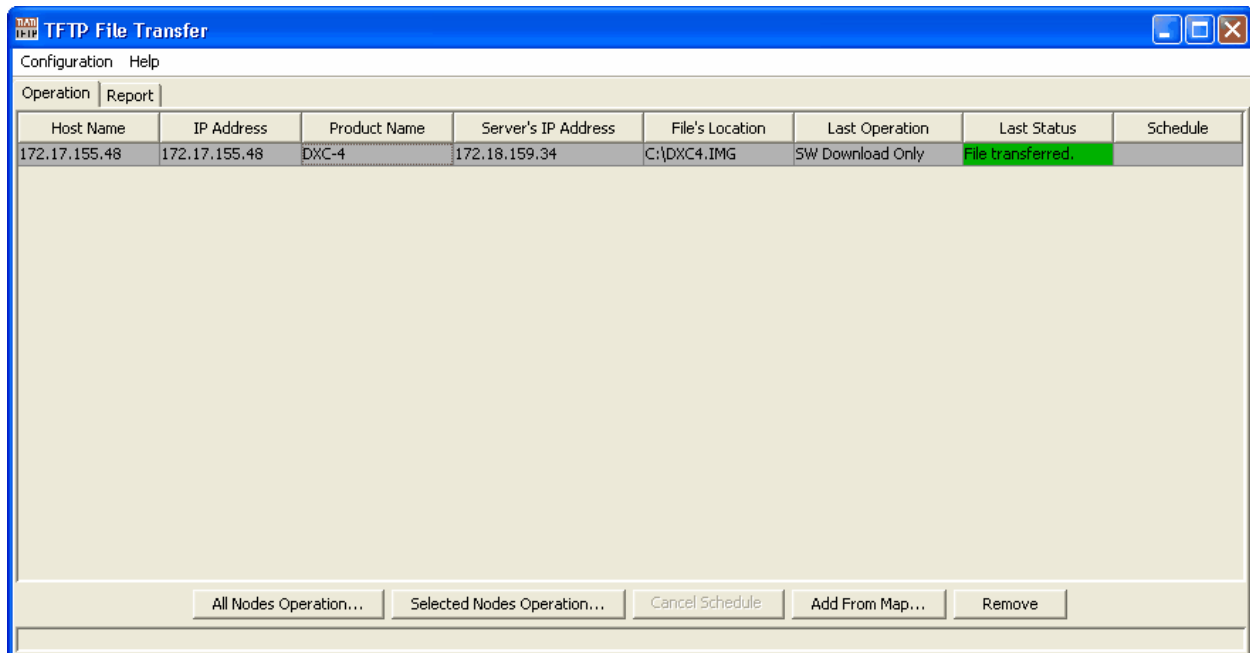 TFTP File Transfer
Configuration Help
Operation Report
Host Name IP Address Product Name Server's IP Address File's Location Last Operation Last Status Schedule
172.17.155.48 172.17.155.48 DXC-4 172.18.159.34 C:\DXC4.IMG SW Download Only File transferred.
All Nodes Operation... Selected Nodes Operation... Cancel Schedule Add From Map... Remove